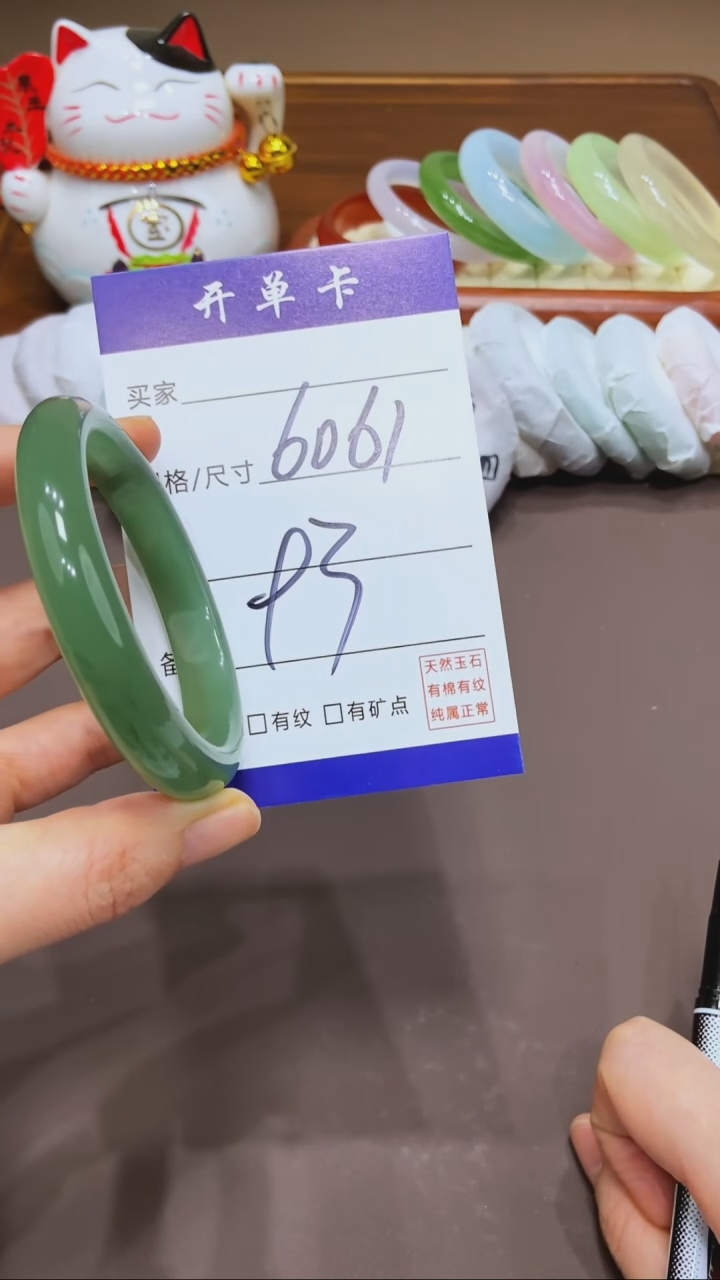 开单卡
买家
格/尺寸 6061
备
有纹 有矿点
天然玉石
有棉有纹
纯属正常